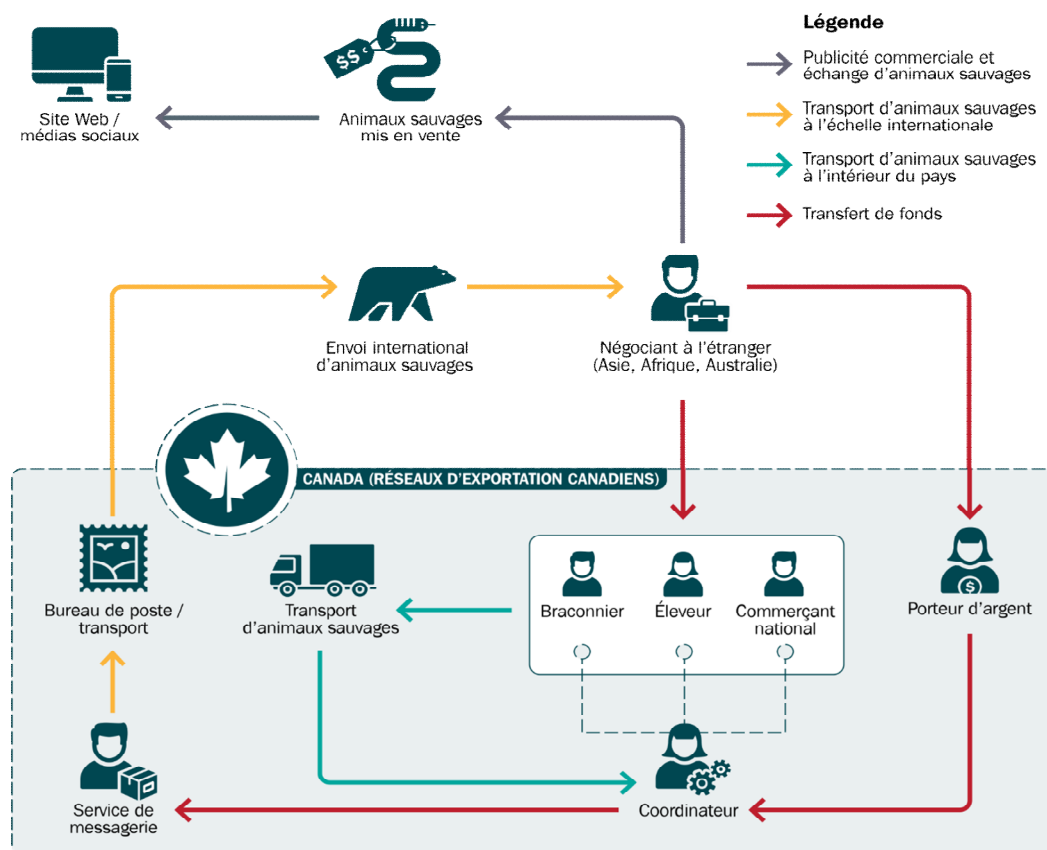 Légende
Publicité commerciale et
échange d'animaux sauvages
Transport d'animaux sauvages
à l'échelle internationale
Transport d'animaux sauvages
à l'intérieur du pays
Transfert de fonds
$$
Site Web /
médias sociaux
Animaux sauvages
mis en vente
Envoi international
d'animaux sauvages
Négociant à l'étranger
(Asie, Afrique, Australie)
CANADA (RÉSEAUX D'EXPORTATION CANADIENS)
Bureau de poste /
transport
Transport
d'animaux sauvages
Braconnier
Éleveur
Commerçant
national
$
Porteur d'argent
Service de
messagerie
Coordinateur